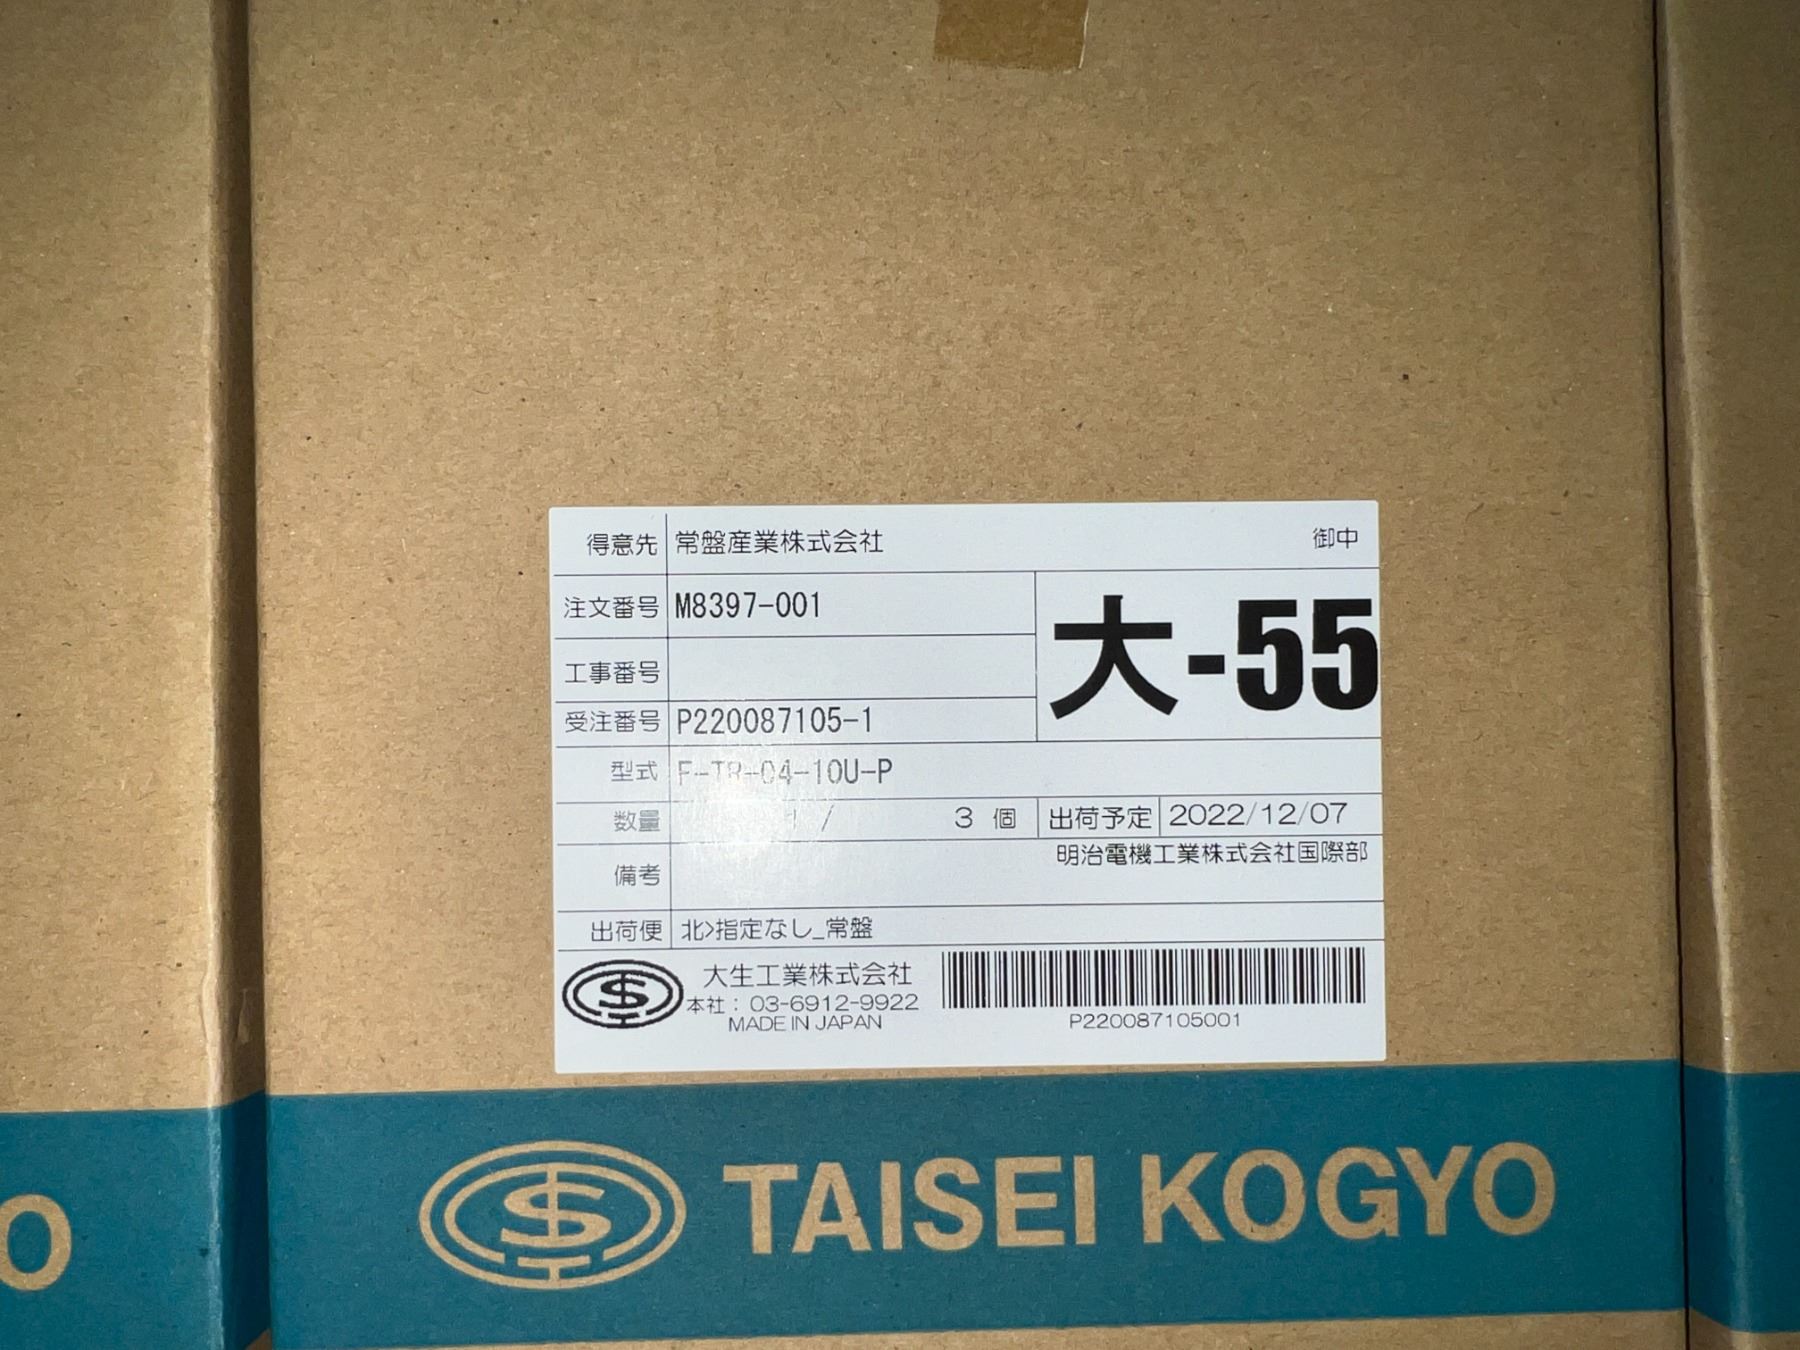 得意先 常盤産業株式会社 御中
注文番号 M8397-001
大-55
工事番号
受注番号 P220087105-1
型式 F-TR-04-10U-P
数量 1 / 3 個 出荷予定 2022/12/07
備考 明治電機工業株式会社国際部
出荷便 北>指定なし_常盤
大生工業株式会社
本社: 03-6912-9922
MADE IN JAPAN
P220087105001
TAISEI KOGYO
O